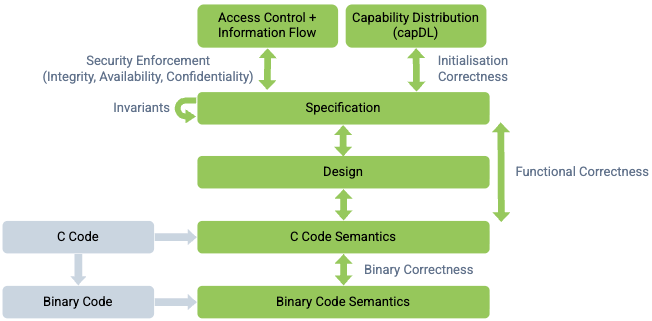 Access Control +
Information Flow
Capability Distribution
(capDL)
Security Enforcement
(Integrity, Availability, Confidentiality)
Initialisation
Correctness
Invariants
Specification
Design
Functional Correctness
C Code
C Code Semantics
Binary Correctness
Binary Code
Binary Code Semantics